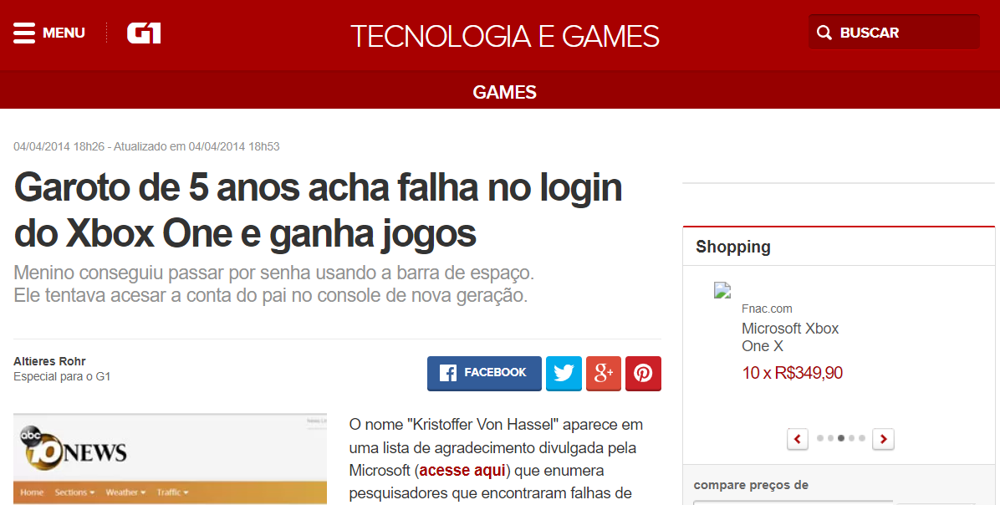 MENU
G1
TECNOLOGIA E GAMES
BUSCAR
GAMES
04/04/2014 18h26 - Atualizado em 04/04/2014 18h53
Garoto de 5 anos acha falha no login
do Xbox One e ganha jogos
Menino conseguiu passar por senha usando a barra de espaço.
Ele tentava acesar a conta do pai no console de nova geração.
Altieres Rohr
Especial para o G1
FACEBOOK
g+
abc
10 NEWS
Home Sections Weather Traffic
O nome "Kristoffer Von Hassel" aparece em
uma lista de agradecimento divulgada pela
Microsoft (acesse aqui) que enumera
pesquisadores que encontraram falhas de
Shopping
Fnac.com
Microsoft Xbox
One X
10 x R$349,90
compare preços de